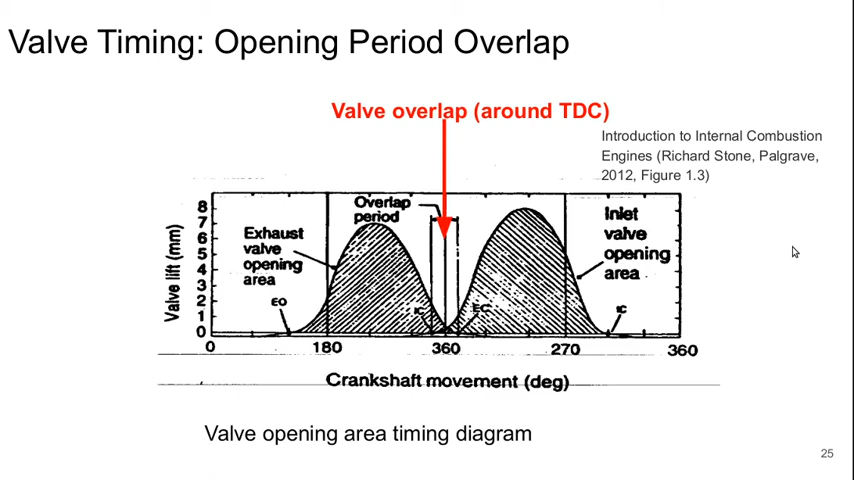 Valve Timing: Opening Period Overlap
Valve overlap (around TDC)
Introduction to Internal Combustion
Engines (Richard Stone, Palgrave,
2012, Figure 1.3)
Overlap
period
Exhaust
valve
opening
area
Inlet
valve
opening
area
EO
IC
EC
IC
Valve lift (mm)
8
7
6
5
4
3
2
1
0
0 180 360 270 360
Crankshaft movement (deg)
Valve opening area timing diagram
25